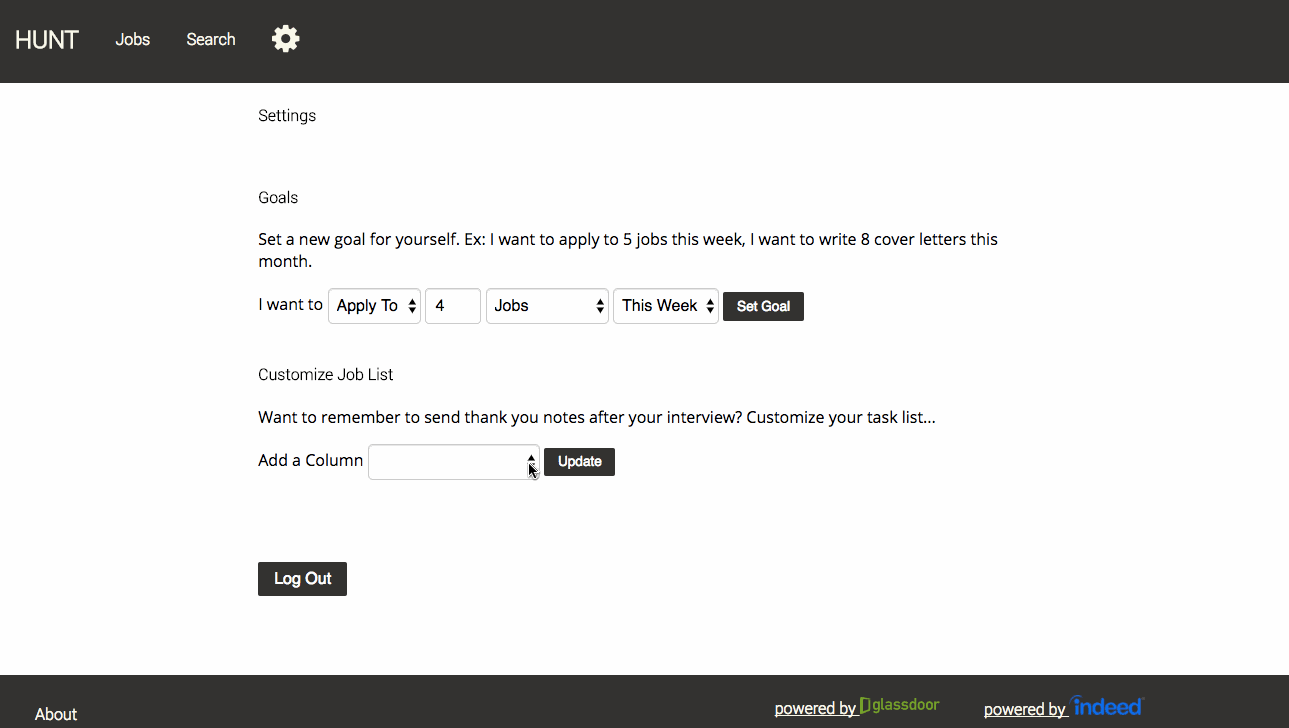 HUNT Jobs Search
Settings
Goals
Set a new goal for yourself. Ex: I want to apply to 5 jobs this week, I want to write 8 cover letters this
month.
I want to Apply To 4 Jobs This Week Set Goal
Customize Job List
Want to remember to send thank you notes after your interview? Customize your task list...
Add a Column Update
Log Out
About powered by glassdoor powered by indeed